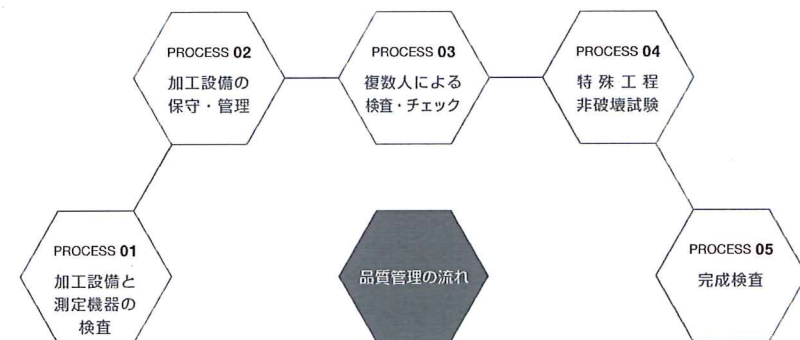 PROCESS 01
加工設備と
測定機器の
検査
PROCESS 02
加工設備の
保守・管理
PROCESS 03
複数人による
検査・チェック
PROCESS 04
特殊工程
非破壊試験
PROCESS 05
完成検査
品質管理の流れ